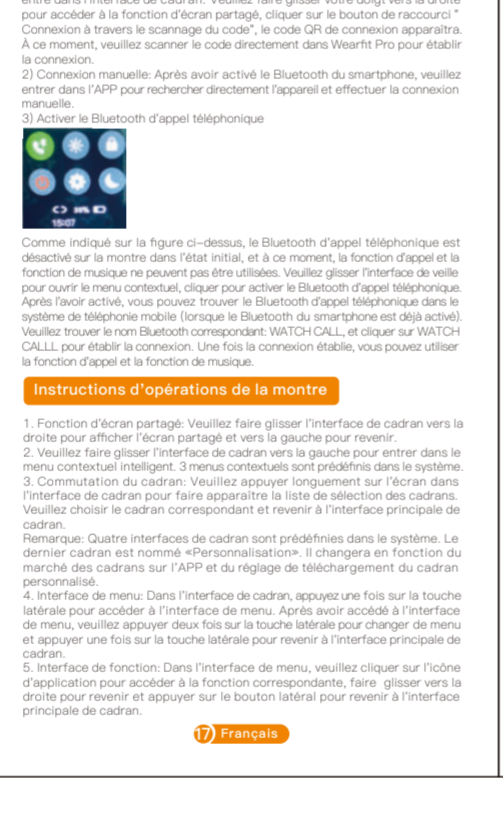 entre dans l'interface de cadran. Veuillez faire glisser votre doigt vers la droite
pour accéder à la fonction d'écran partagé, cliquer sur le bouton de raccourci "
Connexion à travers le scannage du code", le code QR de connexion apparaîtra.
À ce moment, veuillez scanner le code directement dans Wearfit Pro pour établir
la connexion.
2) Connexion manuelle: Après avoir activé le Bluetooth du smartphone, veuillez
entrer dans l'APP pour rechercher directement l'appareil et effectuer la connexion
manuelle.
3) Activer le Bluetooth d'appel téléphonique
15:07
Comme indiqué sur la figure ci-dessus, le Bluetooth d'appel téléphonique est
désactivé sur la montre dans l'état initial, et à ce moment, la fonction d'appel et la
fonction de musique ne peuvent pas être utilisées. Veuillez glisser l'interface de veille
pour ouvrir le menu contextuel, cliquer pour activer le Bluetooth d'appel téléphonique.
Après l'avoir activé, vous pouvez trouver le Bluetooth d'appel téléphonique dans le
système de téléphonie mobile (lorsque le Bluetooth du smartphone est déjà activé).
Veuillez trouver le nom Bluetooth correspondant: WATCH CALL, et cliquer sur WATCH
CALLL pour établir la connexion. Une fois la connexion établie, vous pouvez utiliser
la fonction d'appel et la fonction de musique.
Instructions d'opérations de la montre
1. Fonction d'écran partagé: Veuillez faire glisser l'interface de cadran vers la
droite pour afficher l'écran partagé et vers la gauche pour revenir.
2. Veuillez faire glisser l'interface de cadran vers la gauche pour entrer dans le
menu contextuel intelligent. 3 menus contextuels sont prédéfinis dans le système.
3. Commutation du cadran: Veuillez appuyer longuement sur l'écran dans
l'interface de cadran pour faire apparaître la liste de sélection des cadrans.
Veuillez choisir le cadran correspondant et revenir à l'interface principale de
cadran.
Remarque: Quatre interfaces de cadran sont prédéfinies dans le système. Le
dernier cadran est nommé «Personnalisation». Il changera en fonction du
marché des cadrans sur l'APP et du réglage de téléchargement du cadran
personnalisé.
4. Interface de menu: Dans l'interface de cadran, appuyez une fois sur la touche
latérale pour accéder à l'interface de menu. Après avoir accédé à l'interface
de menu, veuillez appuyer deux fois sur la touche latérale pour changer de menu
et appuyer une fois sur la touche latérale pour revenir à l'interface principale de
cadran.
5. Interface de fonction: Dans l'interface de menu, veuillez cliquer sur l'icône
d'application pour accéder à la fonction correspondante, faire glisser vers la
droite pour revenir et appuyer sur le bouton latéral pour revenir à l'interface
principale de cadran.
17 Français